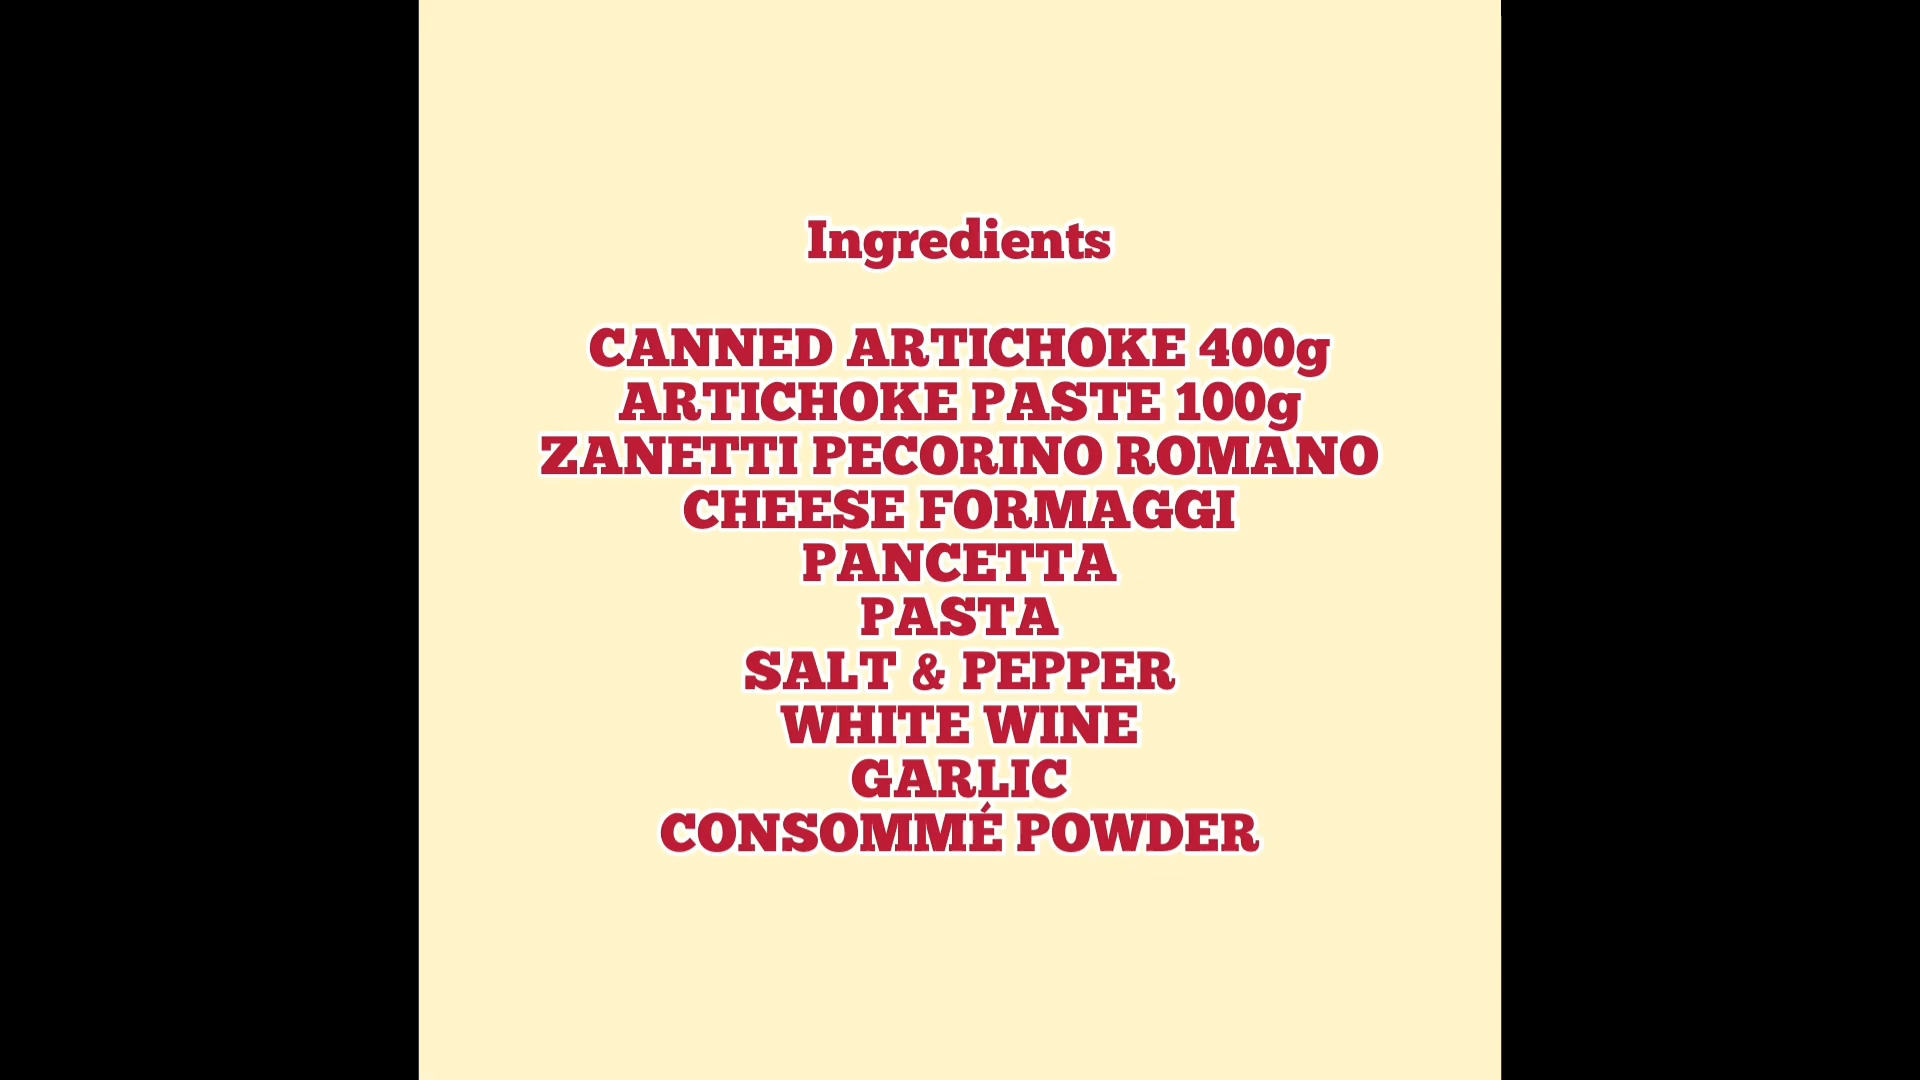 Ingredients
CANNED ARTICHOKE 400g
ARTICHOKE PASTE 100g
ZANETTI PECORINO ROMANO
CHEESE FORMAGGI
PANCETTA
PASTA
SALT & PEPPER
WHITE WINE
GARLIC
CONSOMMÉ POWDER